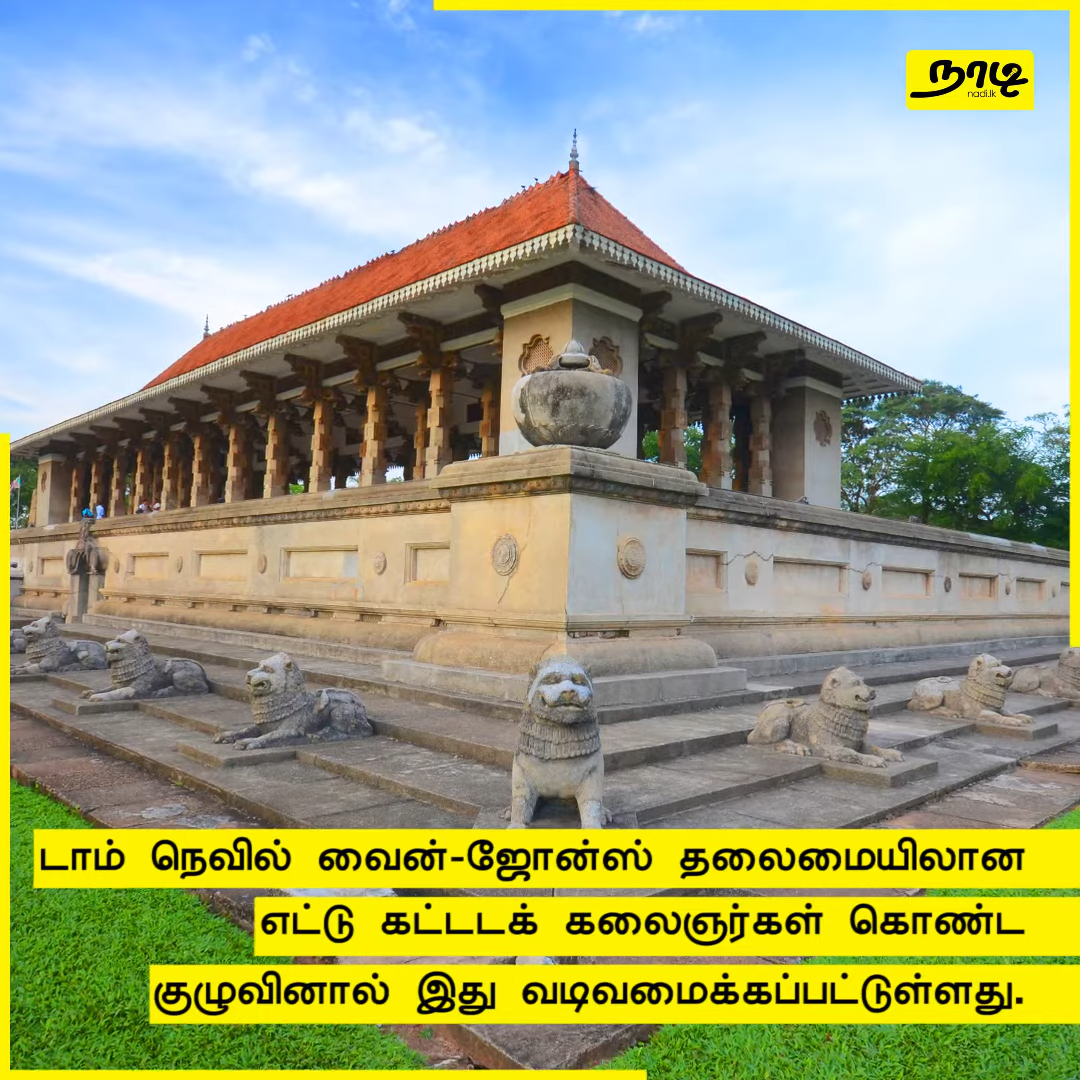 நாடி
nadi.lk
டாம் நெவில் வைன்-ஜோன்ஸ் தலைமையிலான
எட்டு கட்டடக் கலைஞர்கள் கொண்ட
குழுவினால் இது வடிவமைக்கப்பட்டுள்ளது.